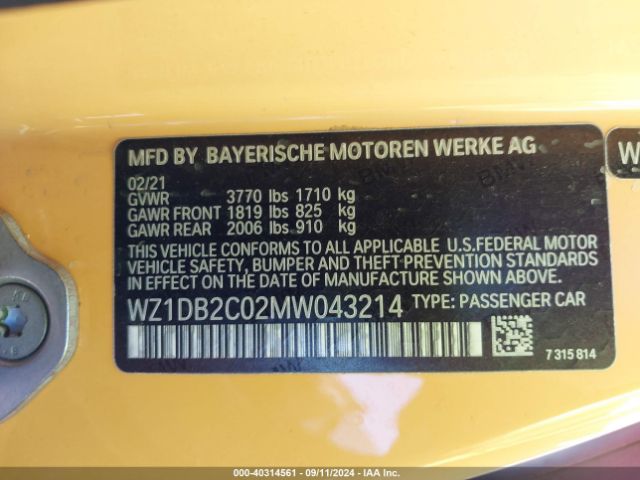 MFD BY BAYERISCHE MOTOREN WERKE AG
02/21
GVWR 3770 lbs 1710 kg
GAWR FRONT 1819 lbs 825 kg
GAWR REAR 2006 lbs 910 kg
THIS VEHICLE CONFORMS TO ALL APPLICABLE U.S.FEDERAL MOTOR
VEHICLE SAFETY, BUMPER, AND THEFT PREVENTION STANDARDS
IN EFFECT ON THE DATE OF MANUFACTURE SHOWN ABOVE.
WZ1DB2C02MW043214 TYPE: PASSENGER CAR
7 315 814
000-40314561 - 09/11/2024 - IAA Inc.